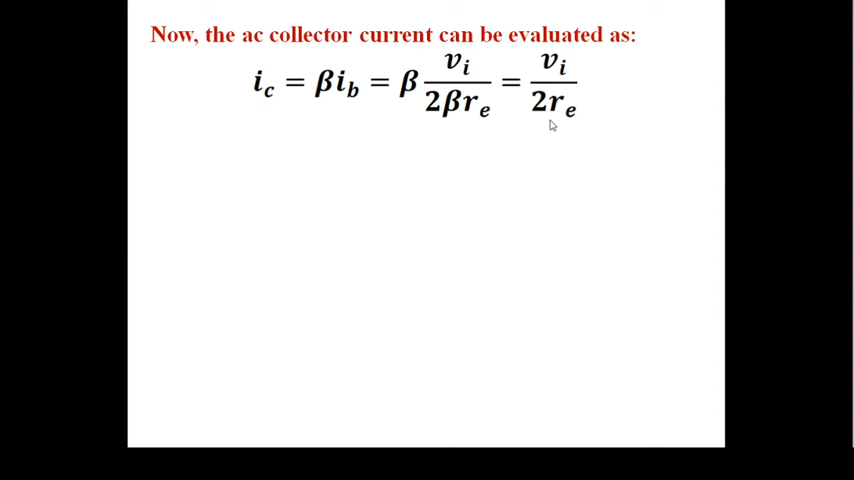 Now, the ac collector current can be evaluated as:
i_c = βi_b = β v_i / 2βr_e = v_i / 2r_e